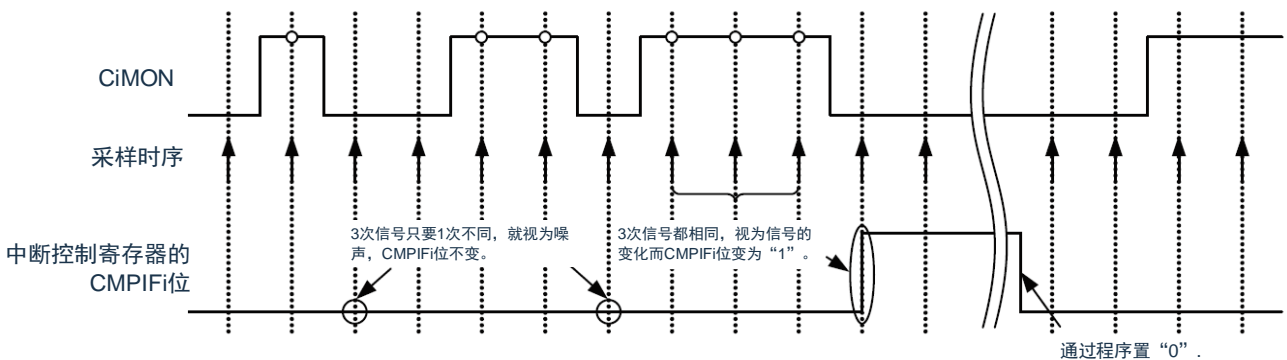 CiMON
采样时序
3次信号只要1次不同，就视为噪
声，CMPIFi位不变。
3次信号都相同，视为信号的
变化而CMPIFi位变为“1”。
中断控制寄存器的
CMPIFi位
通过程序置“0”.